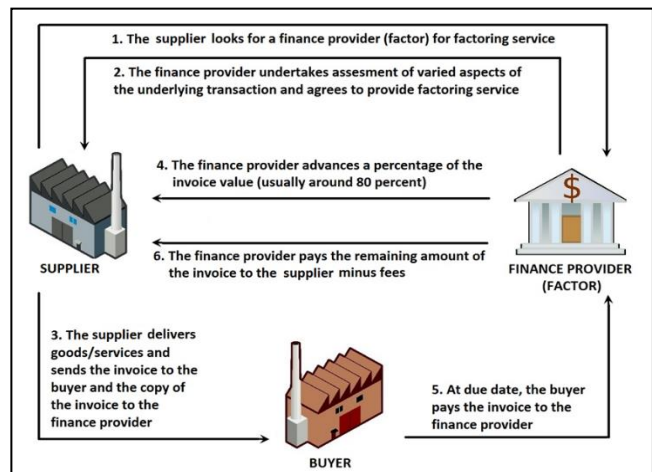 1. The supplier looks for a finance provider (factor) for factoring service
2. The finance provider undertakes assesment of varied aspects of
the underlying transaction and agrees to provide factoring service
4. The finance provider advances a percentage of the
invoice value (usually around 80 percent)
$
SUPPLIER
6. The finance provider pays the remaining amount of
the invoice to the supplier minus fees
FINANCE PROVIDER
(FACTOR)
3. The supplier delivers
goods/services and
sends the invoice to the
buyer and the copy of
the invoice to the
finance provider
5. At due date, the buyer
pays the invoice to the
finance provider
BUYER